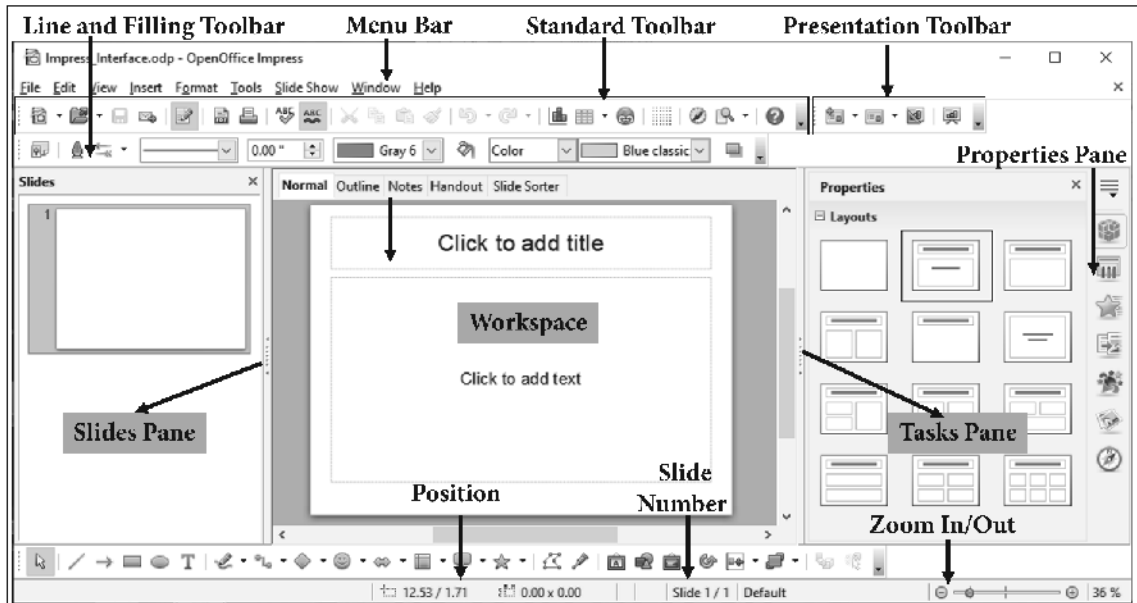 Line and Filling Toolbar Menu Bar Standard Toolbar Presentation Toolbar
Impress_Interface.odp - OpenOffice Impress
File Edit View Insert Format Tools Slide Show Window Help
ABC ABC
0.00 " Gray 6 Color Blue classic
Properties Pane
Slides
Normal Outline Notes Handout Slide Sorter
Properties
1
Layouts
Click to add title
Workspace
Click to add text
Slides Pane
Tasks Pane
Position
Slide
Number
Zoom In/Out
T
12.53 / 1.71 0.00 x 0.00 Slide 1 / 1 Default 36 %